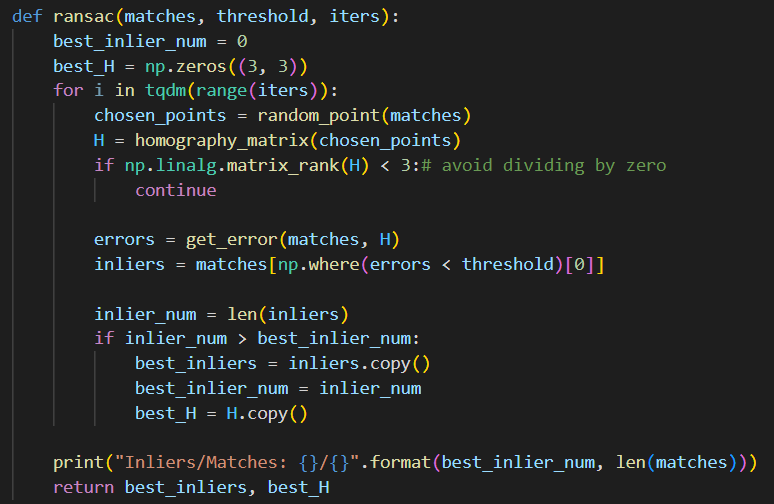 def ransac(matches, threshold, iters):
    best_inlier_num = 0
    best_H = np.zeros((3, 3))
    for i in tqdm(range(iters)):
        chosen_points = random_point(matches)
        H = homography_matrix(chosen_points)
        if np.linalg.matrix_rank(H) < 3:# avoid dividing by zero
            continue

        errors = get_error(matches, H)
        inliers = matches[np.where(errors < threshold)[0]]

        inlier_num = len(inliers)
        if inlier_num > best_inlier_num:
            best_inliers = inliers.copy()
            best_inlier_num = inlier_num
            best_H = H.copy()

    print("Inliers/Matches: {}/{}".format(best_inlier_num, len(matches)))
    return best_inliers, best_H